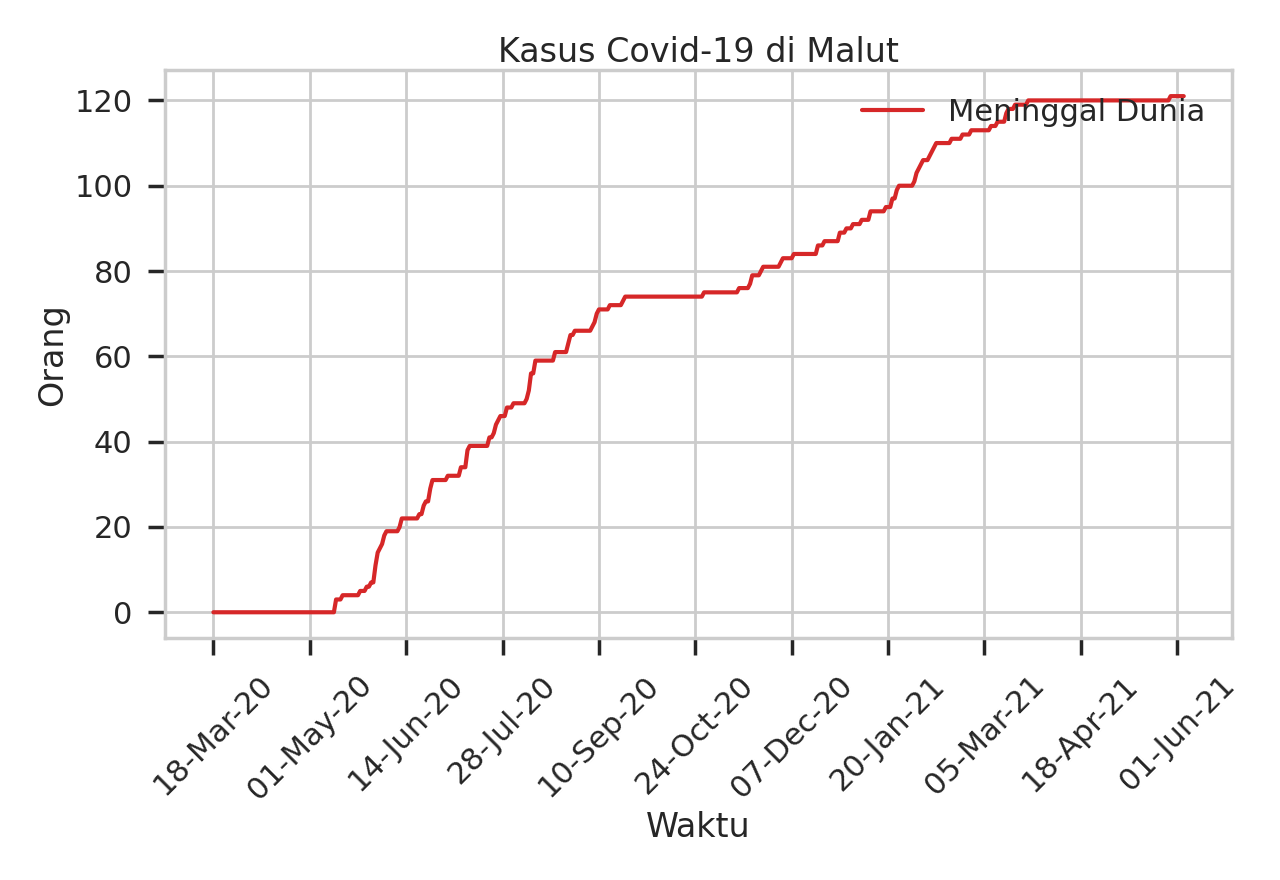 Kasus Covid-19 di Malut
Meninggal Dunia
Orang
120
100
80
60
40
20
0
18-Mar-20
01-May-20
14-Jun-20
28-Jul-20
10-Sep-20
24-Oct-20
07-Dec-20
20-Jan-21
05-Mar-21
18-Apr-21
01-Jun-21
Waktu